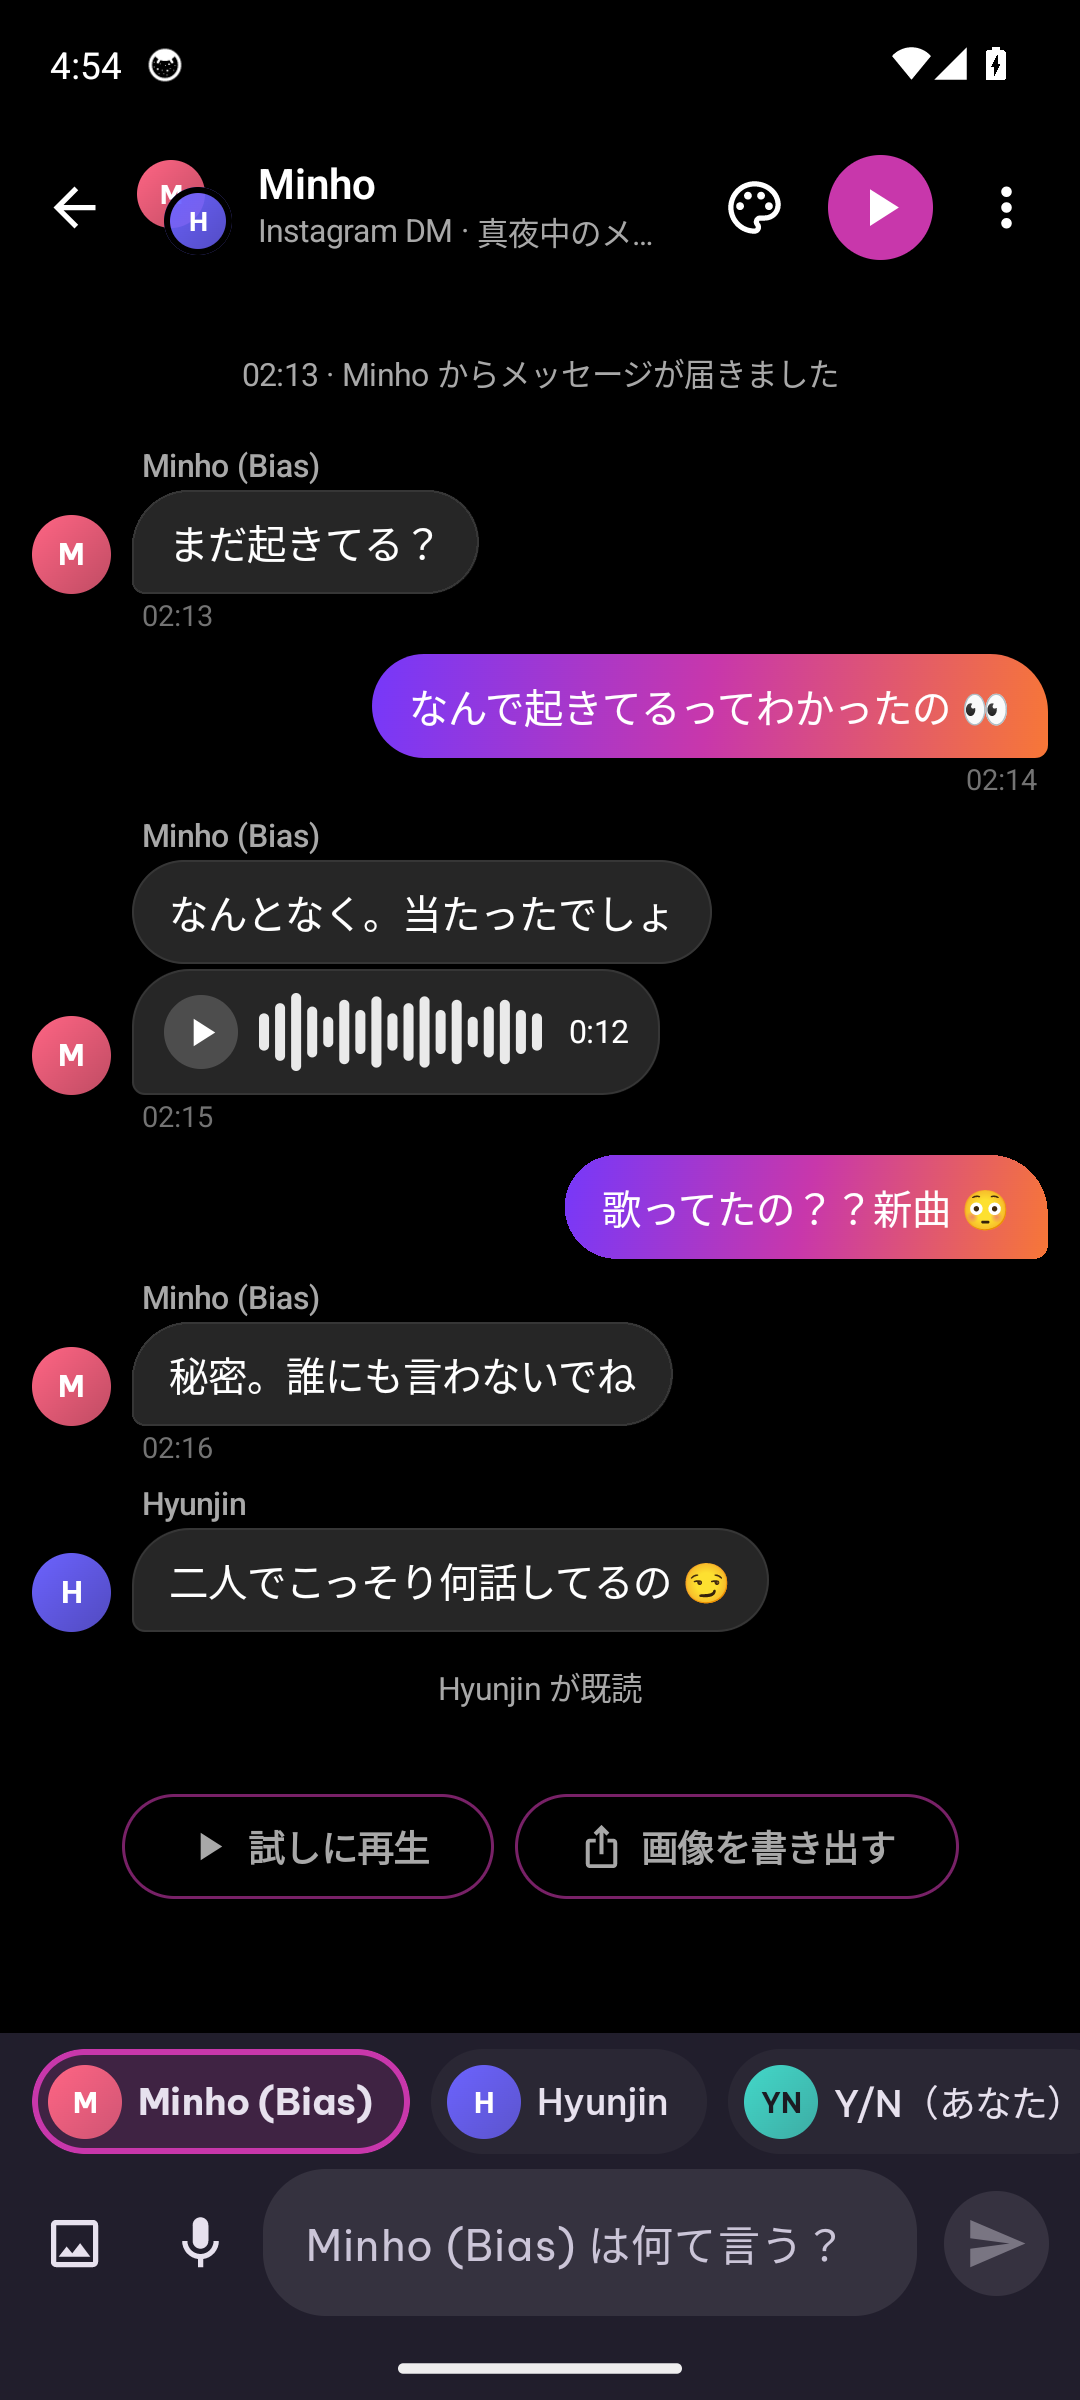 4:54
M
H
Minho
Instagram DM · 真夜中のメ...
02:13 · Minho からメッセージが届きました
Minho (Bias)
M
まだ起きてる？
02:13
なんで起きてるってわかったの 👀
02:14
Minho (Bias)
なんとなく。当たったでしょ
M
0:12
02:15
歌ってたの？？新曲 😳
Minho (Bias)
M
秘密。誰にも言わないでね
02:16
Hyunjin
H
二人でこっそり何話してるの 😏
Hyunjin が既読
試しに再生
画像を書き出す
M
Minho (Bias)
H
Hyunjin
YN
Y/N（あなた）
Minho (Bias) は何て言う？